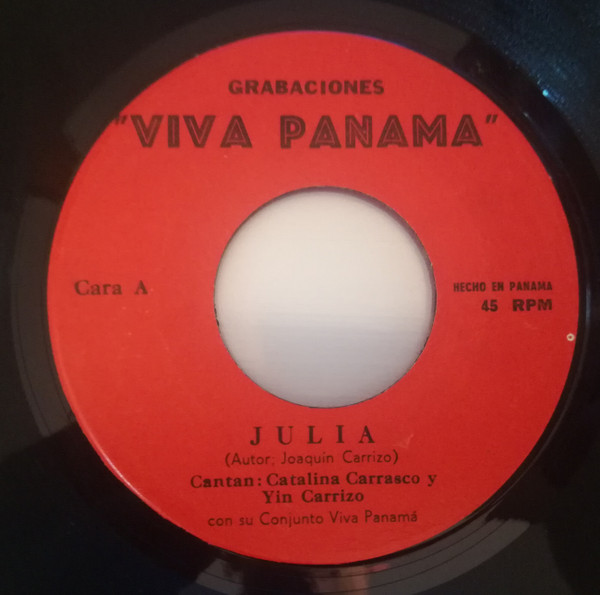 GRABACIONES
"VIVA PANAMA"
Cara A
HECHO EN PANAMA
45 RPM
JULIA
(Autor; Joaquin Carrizo)
Cantan: Catalina Carrasco y
Yin Carrizo
con su Conjunto Viva Panamá